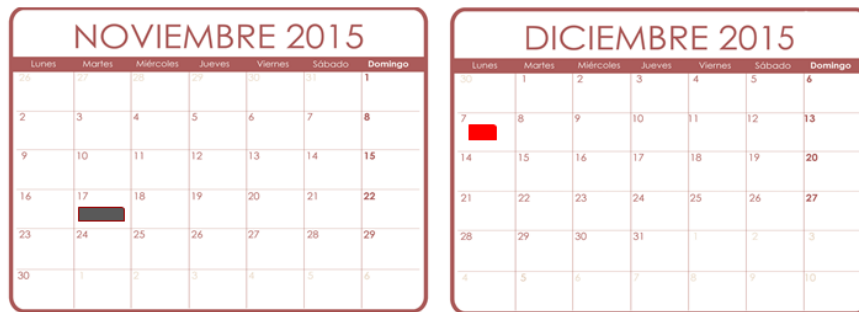 NOVIEMBRE 2015
Lunes Martes Miércoles Jueves Viernes Sábado Domingo
26 27 28 29 30 31 1
2 3 4 5 6 7 8
9 10 11 12 13 14 15
16 17 18 19 20 21 22
23 24 25 26 27 28 29
30 1 2 3 4 5 6
DICIEMBRE 2015
Lunes Martes Miércoles Jueves Viernes Sábado Domingo
30 1 2 3 4 5 6
7 8 9 10 11 12 13
14 15 16 17 18 19 20
21 22 23 24 25 26 27
28 29 30 31 1 2 3
4 5 6 7 8 9 10